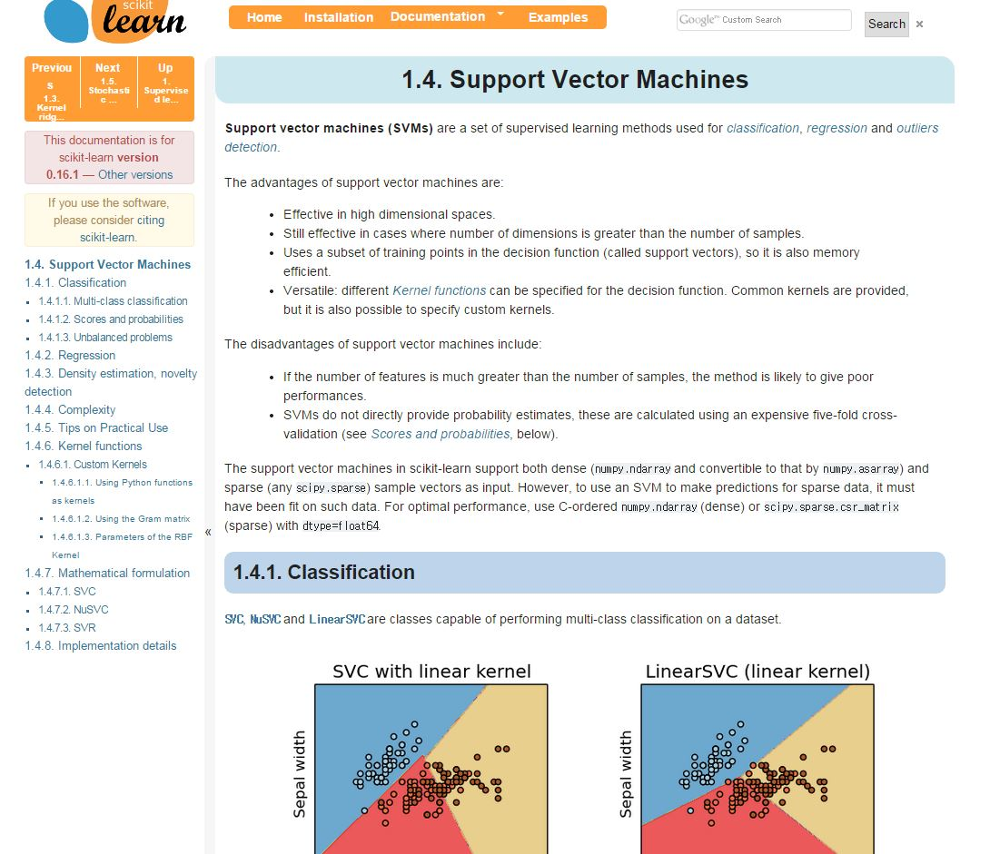 scikit
learn
Home Installation Documentation Examples
Google™ Custom Search
Search ×
Previou
s
1.3.
Kernel
ridg...
Next
1.5.
Stochasti
c ...
Up
1.
Supervise
d le...
This documentation is for
scikit-learn version
0.16.1 — Other versions
If you use the software,
please consider citing
scikit-learn.
1.4. Support Vector Machines
1.4.1. Classification
1.4.1.1. Multi-class classification
1.4.1.2. Scores and probabilities
1.4.1.3. Unbalanced problems
1.4.2. Regression
1.4.3. Density estimation, novelty
detection
1.4.4. Complexity
1.4.5. Tips on Practical Use
1.4.6. Kernel functions
1.4.6.1. Custom Kernels
1.4.6.1.1. Using Python functions
as kernels
1.4.6.1.2. Using the Gram matrix
1.4.6.1.3. Parameters of the RBF
Kernel
1.4.7. Mathematical formulation
1.4.7.1. SVC
1.4.7.2. NuSVC
1.4.7.3. SVR
1.4.8. Implementation details
«
1.4. Support Vector Machines
Support vector machines (SVMs) are a set of supervised learning methods used for classification, regression and outliers
detection.
The advantages of support vector machines are:
• Effective in high dimensional spaces.
• Still effective in cases where number of dimensions is greater than the number of samples.
• Uses a subset of training points in the decision function (called support vectors), so it is also memory
efficient.
• Versatile: different Kernel functions can be specified for the decision function. Common kernels are provided,
but it is also possible to specify custom kernels.
The disadvantages of support vector machines include:
• If the number of features is much greater than the number of samples, the method is likely to give poor
performances.
• SVMs do not directly provide probability estimates, these are calculated using an expensive five-fold cross-
validation (see Scores and probabilities, below).
The support vector machines in scikit-learn support both dense (numpy.ndarray and convertible to that by numpy.asarray) and
sparse (any scipy.sparse) sample vectors as input. However, to use an SVM to make predictions for sparse data, it must
have been fit on such data. For optimal performance, use C-ordered numpy.ndarray (dense) or scipy.sparse.csr_matrix
(sparse) with dtype=float64.
1.4.1. Classification
SVC, NuSVC and LinearSVC are classes capable of performing multi-class classification on a dataset.
SVC with linear kernel
Sepal width
LinearSVC (linear kernel)
Sepal width